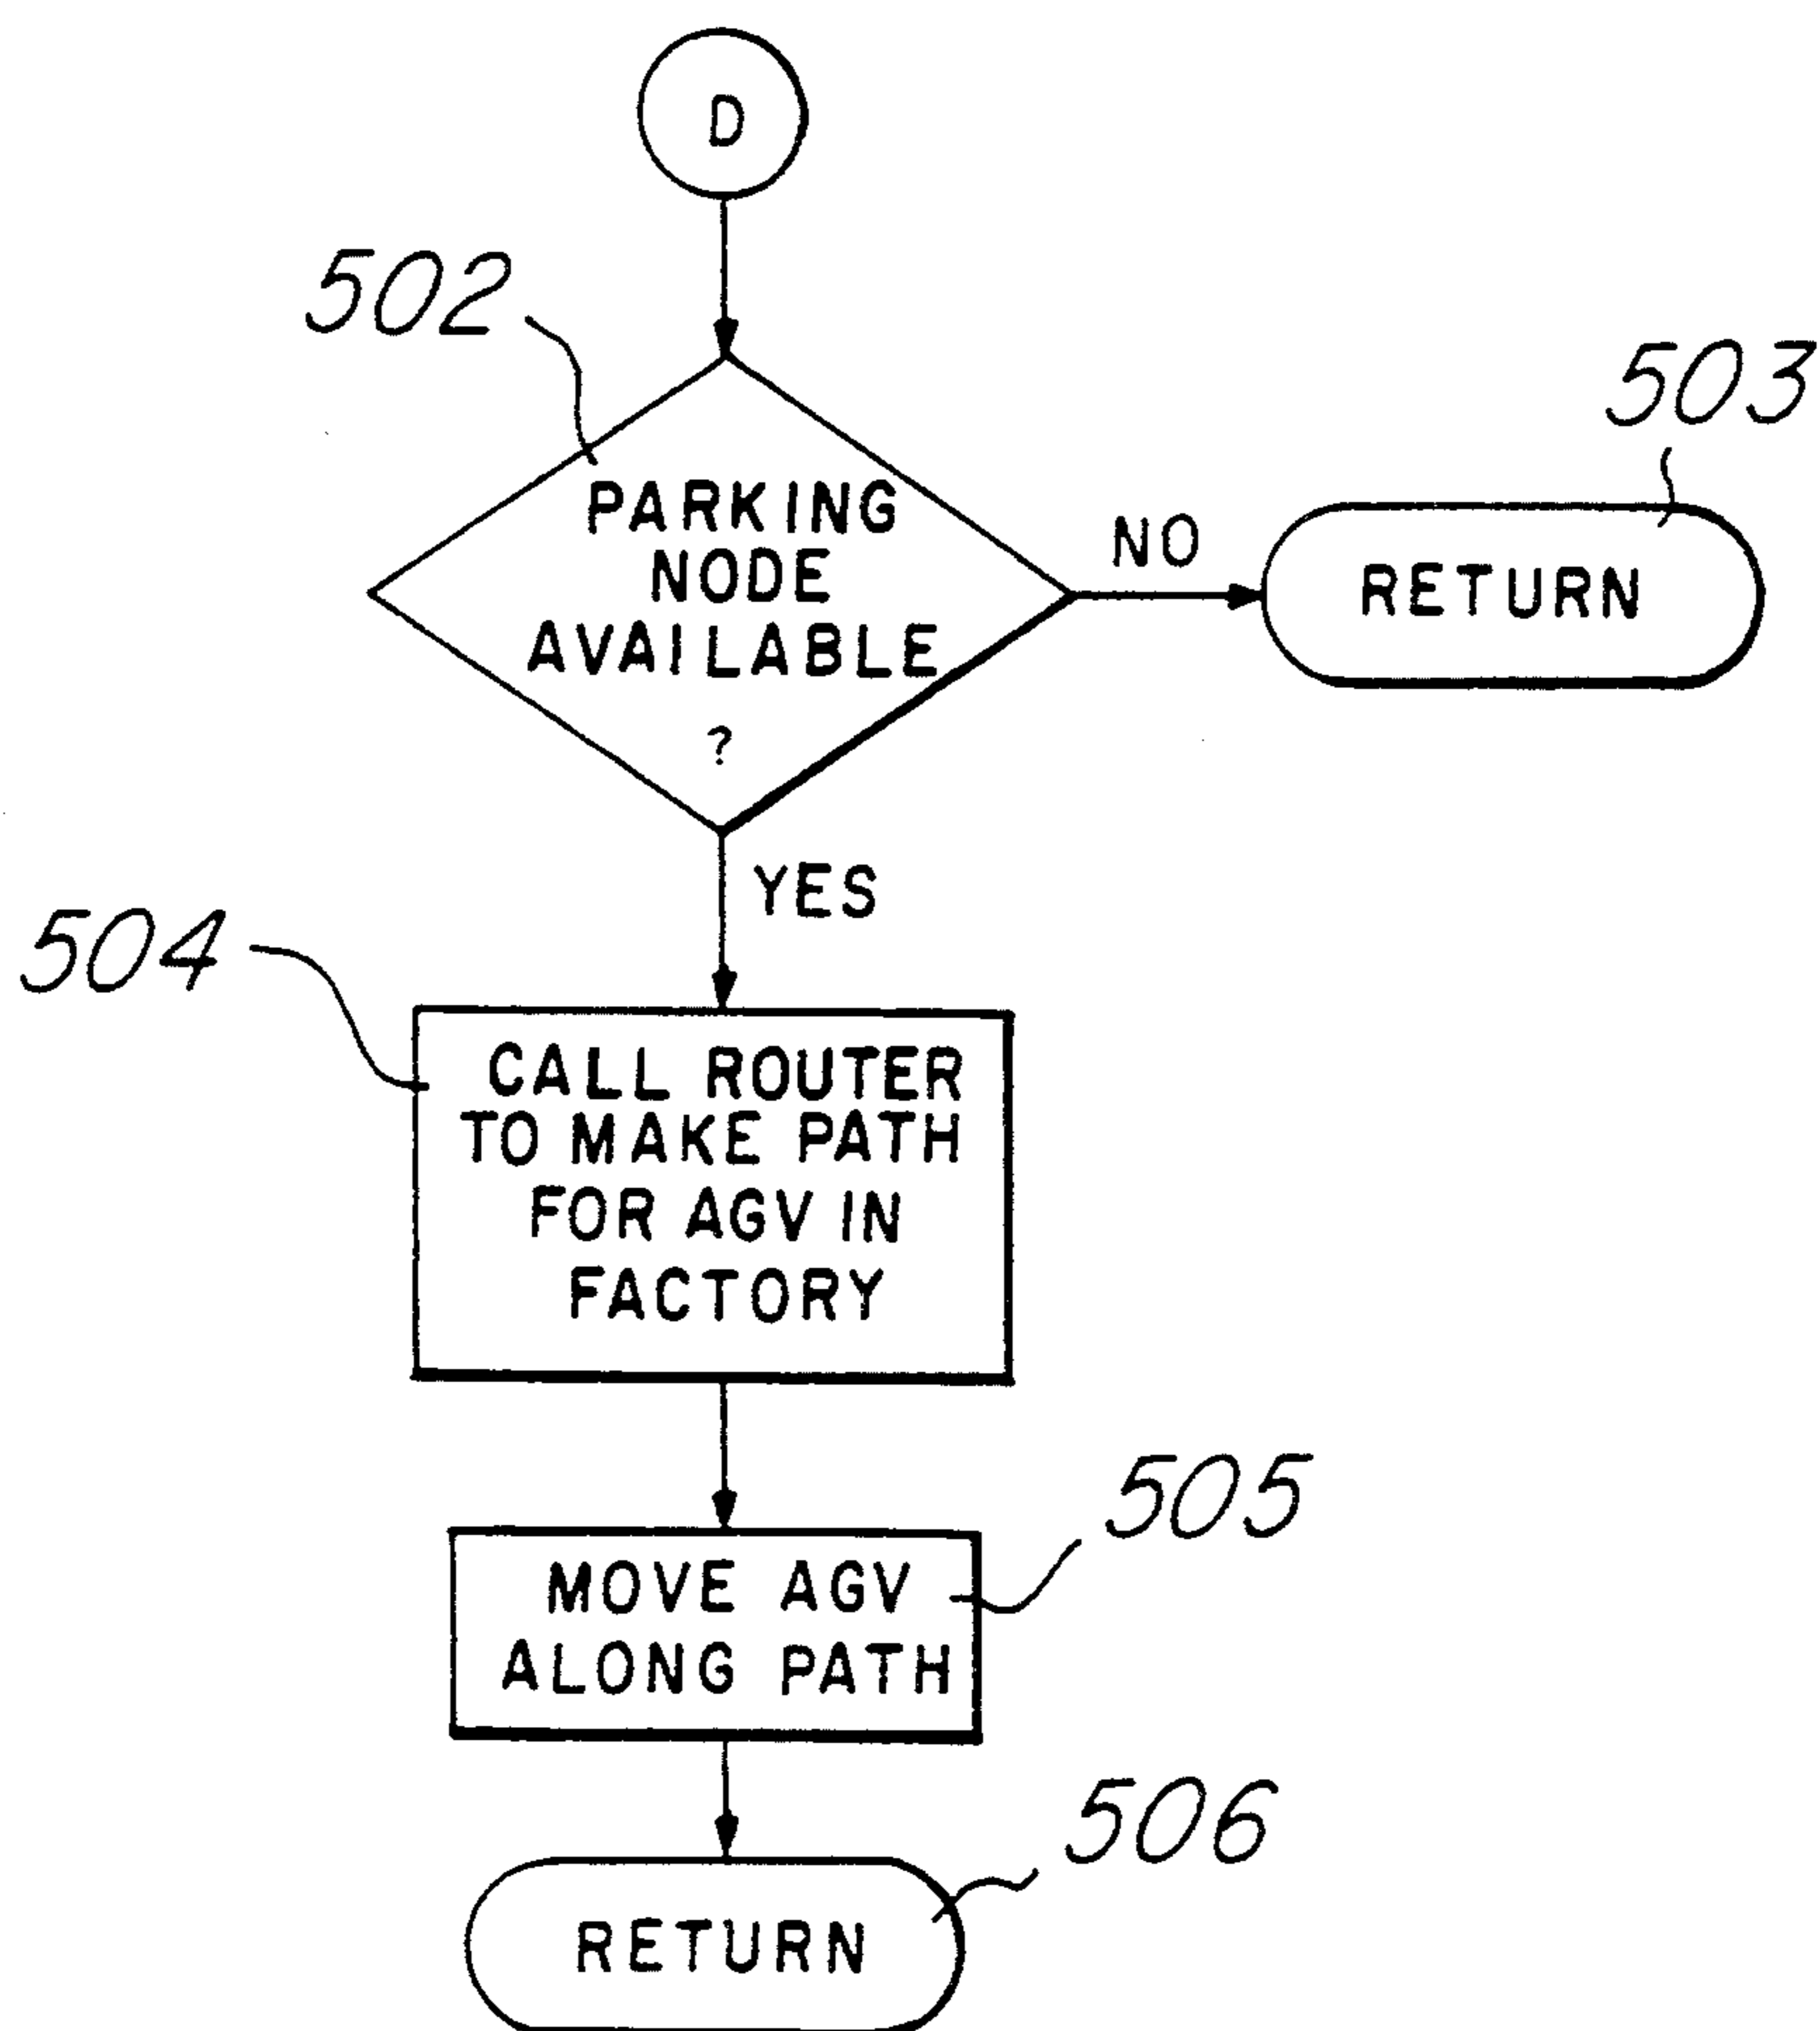 D
502
503
PARKING
NODE
AVAILABLE
?
NO
RETURN
YES
504
CALL ROUTER
TO MAKE PATH
FOR AGV IN
FACTORY
505
MOVE AGV
ALONG PATH
506
RETURN